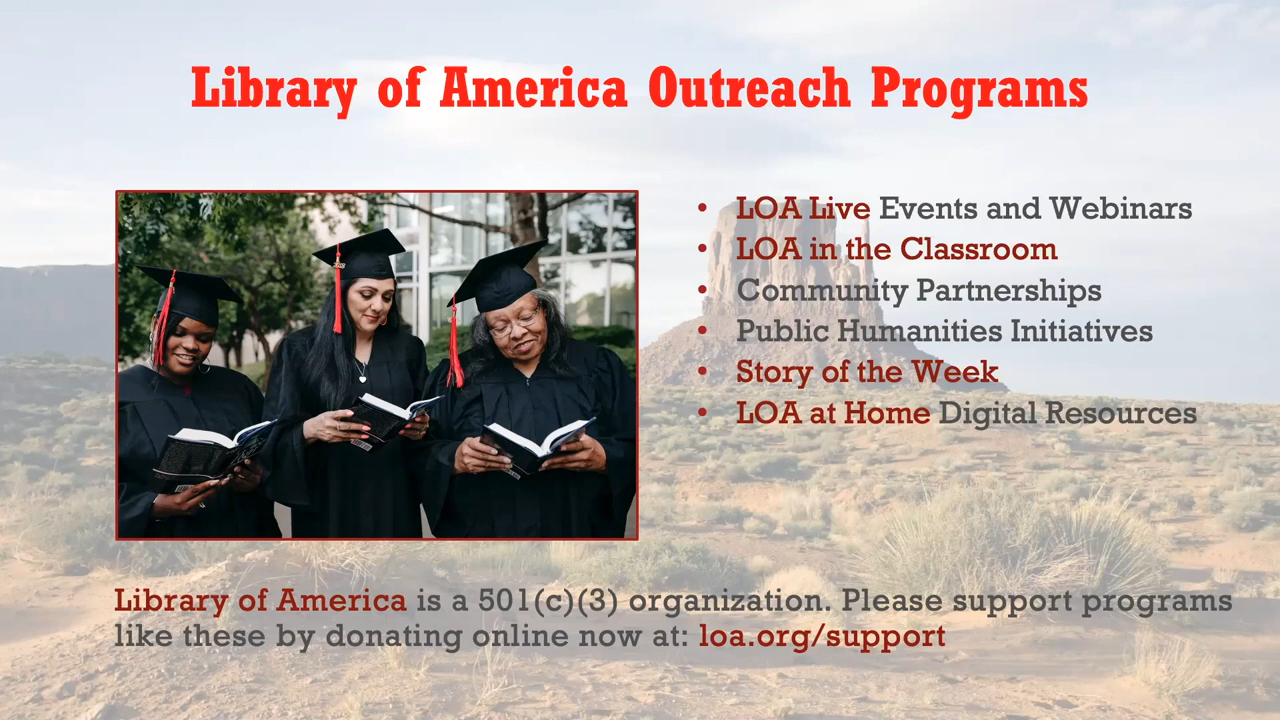 Library of America Outreach Programs
• LOA Live Events and Webinars
• LOA in the Classroom
• Community Partnerships
• Public Humanities Initiatives
• Story of the Week
• LOA at Home Digital Resources
Library of America is a 501(c)(3) organization. Please support programs
like these by donating online now at: loa.org/support